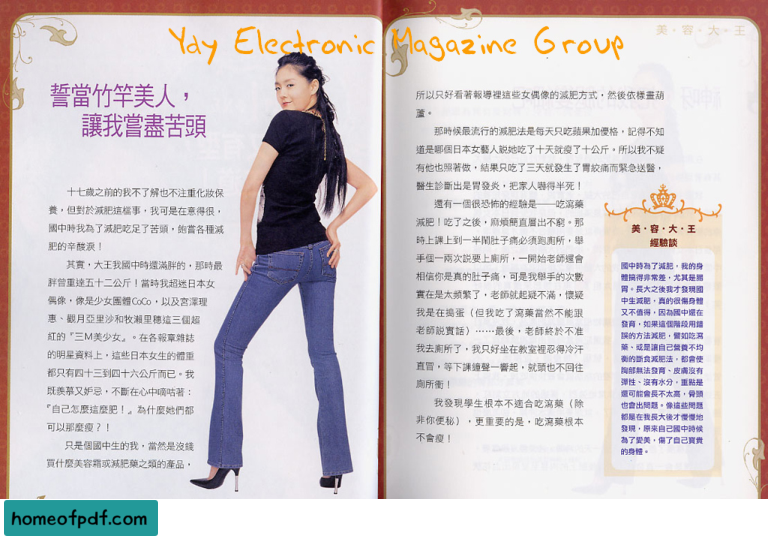 Yay Electronic Magazine Group
美・容・大・王
誓當竹竿美人，
讓我嘗盡苦頭
十七歲之前的我不了解也不注重化妝保
養，但對於減肥這檔事，我可是在意得很，
國中時我為了減肥吃足了苦頭，飽嘗各種減
肥的辛酸淚！
其實，大王我國中時還滿胖的，那時最
胖曾重達五十二公斤！當時我超迷日本女
偶像，像是少女團體CoCo，以及宮澤理
惠、觀月亞里沙和牧瀨里穗這三個超
紅的『三M美少女』。在各報章雜誌
的明星資料上，這些日本女生的體重
都只有四十三到四十六公斤而已。我
既羨慕又妒忌，不斷在心中嘀咕著：
『自己怎麼這麼肥！』為什麼她們都
可以那麼瘦？！
只是個國中生的我，當然是沒錢
買什麼美容霜或減肥藥之類的產品，
所以只好看著報導裡這些女偶像的減肥方式，然後依樣畫葫
蘆。
那時候最流行的減肥法是每天只吃蘋果加優格，記得不知
道是哪個日本女藝人說她吃了十天就瘦了十公斤。所以我不疑
有他也照著做，結果只吃了三天就發生了胃絞痛而緊急送醫，
醫生診斷出是胃發炎，把家人嚇得半死！
還有一個很恐怖的經驗是——吃瀉藥
減肥！吃了之後，麻煩簡直層出不窮。那
時上課上到一半鬧肚子痛必須跑廁所，舉
手個一兩次說要上廁所，一開始老師還會
相信你是真的肚子痛，可是我舉手的次數
實在是太頻繁了，老師就起疑不滿，懷疑
我是在搗蛋（但我吃了瀉藥當然不能跟
老師說實話）……最後，老師終於不准
我去廁所了，我只好坐在教室裡忍得冷汗
直冒，等下課鐘聲一響起，就頭也不回往
廁所衝！
我發現學生根本不適合吃瀉藥（除
非你便秘），更重要的是，吃瀉藥根本
不會瘦！
美・容・大・王
經驗談
國中時為了減肥，我的身
體搞得非常差，尤其是腸
胃。長大之後我才發現國
中生減肥，真的很傷身體
又不值得，因為國中還在
發育，如果這個階段用錯
誤的方法減肥，譬如吃瀉
藥、或是讓自己營養不均
衡的斷食減肥法，都會使
胸部無法發育、皮膚沒有
彈性、沒有水分。重點是
還可能會長不太高，骨頭
也會出問題。像這些問題
都是在我長大後才慢慢地
發現，原來自己國中時候
為了愛美，傷了自己寶貴
的身體。
homeofpdf.com